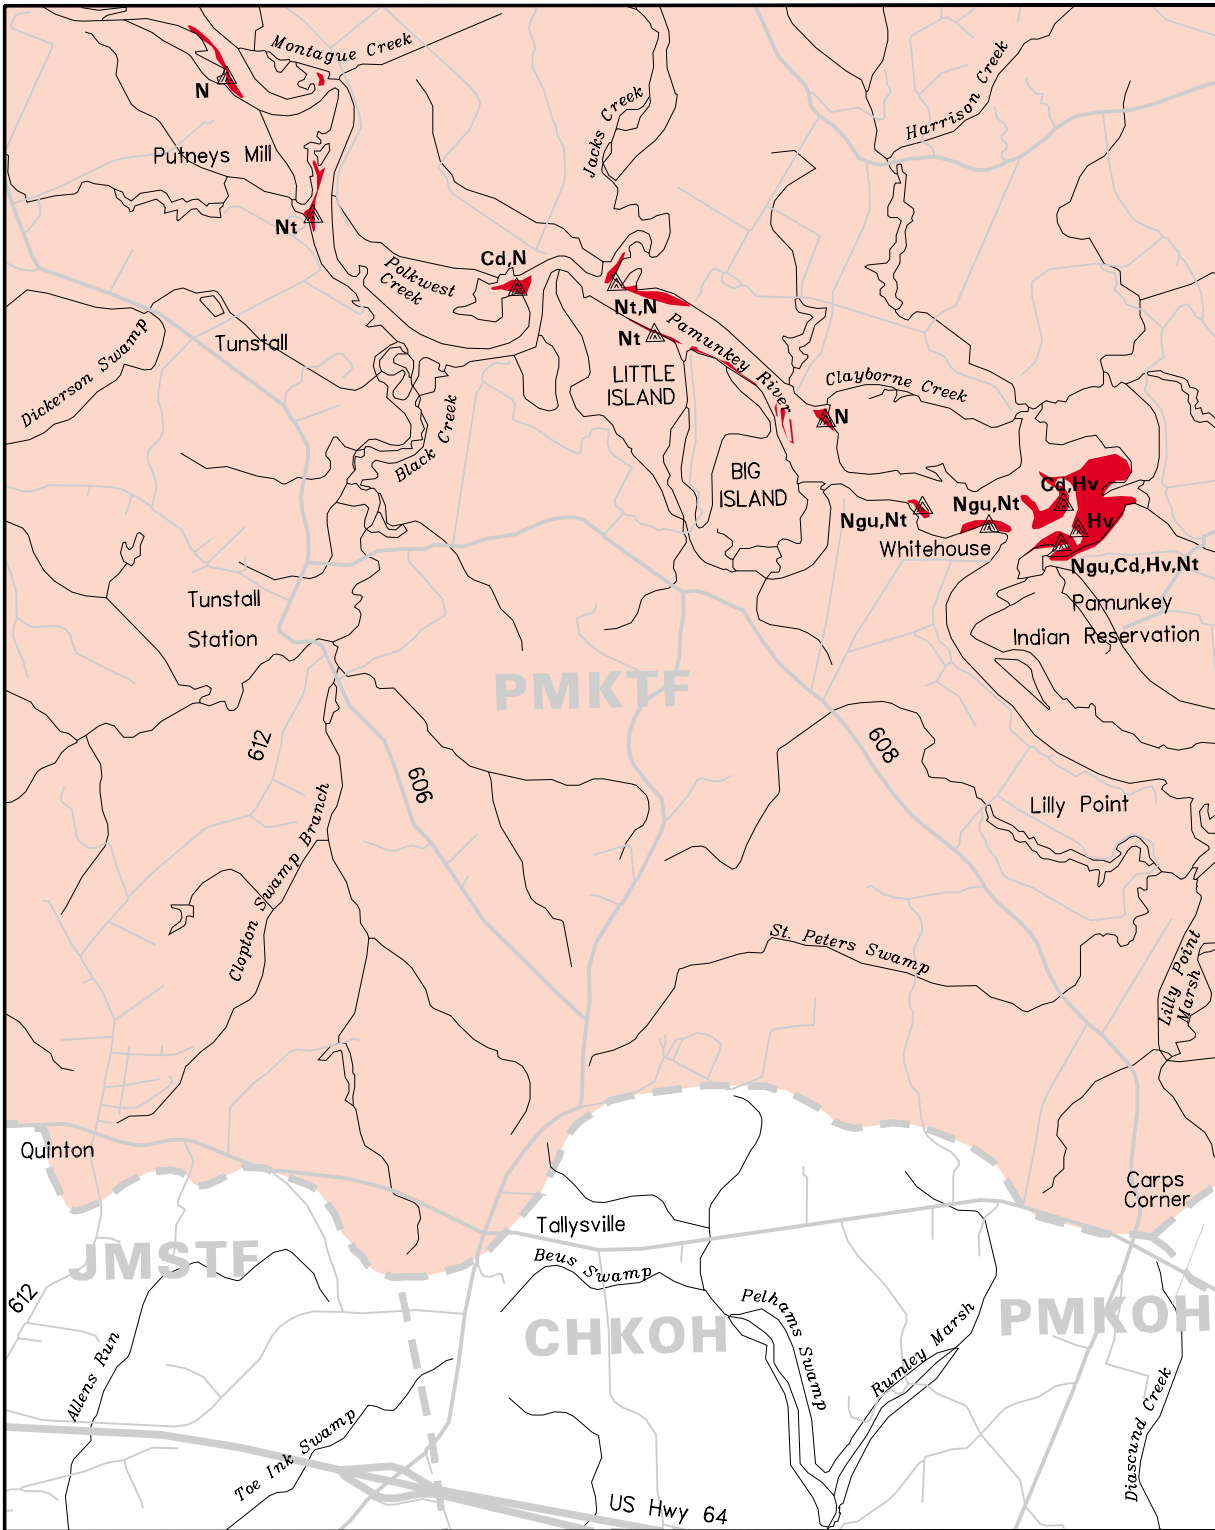 Montague Creek
N
Jacks Creek
Harrison Creek
Putneys Mill
Nt
Cd,N
Polkwest
Creek
Nt,N
Nt
Pamunkey River
Dickerson Swamp
Tunstall
LITTLE
ISLAND
Clayborne Creek
N
Black Creek
BIG
ISLAND
Cd,Hv
Ngu,Nt
Ngu,Nt
Hv
Whitehouse
Ngu,Cd,Hv,Nt
Tunstall
Station
Pamunkey
Indian Reservation
PMKTF
612
606
608
Lilly Point
Clopton Swamp Branch
St. Peters Swamp
Lilly Point
Marsh
Quinton
Carps
Corner
Tallysville
JMSTF
Beus Swamp
612
Pelhams Swamp
CHKOH
PMKOH
Rumley Marsh
Allens Run
Toe Ink Swamp
Diascund Creek
US Hwy 64